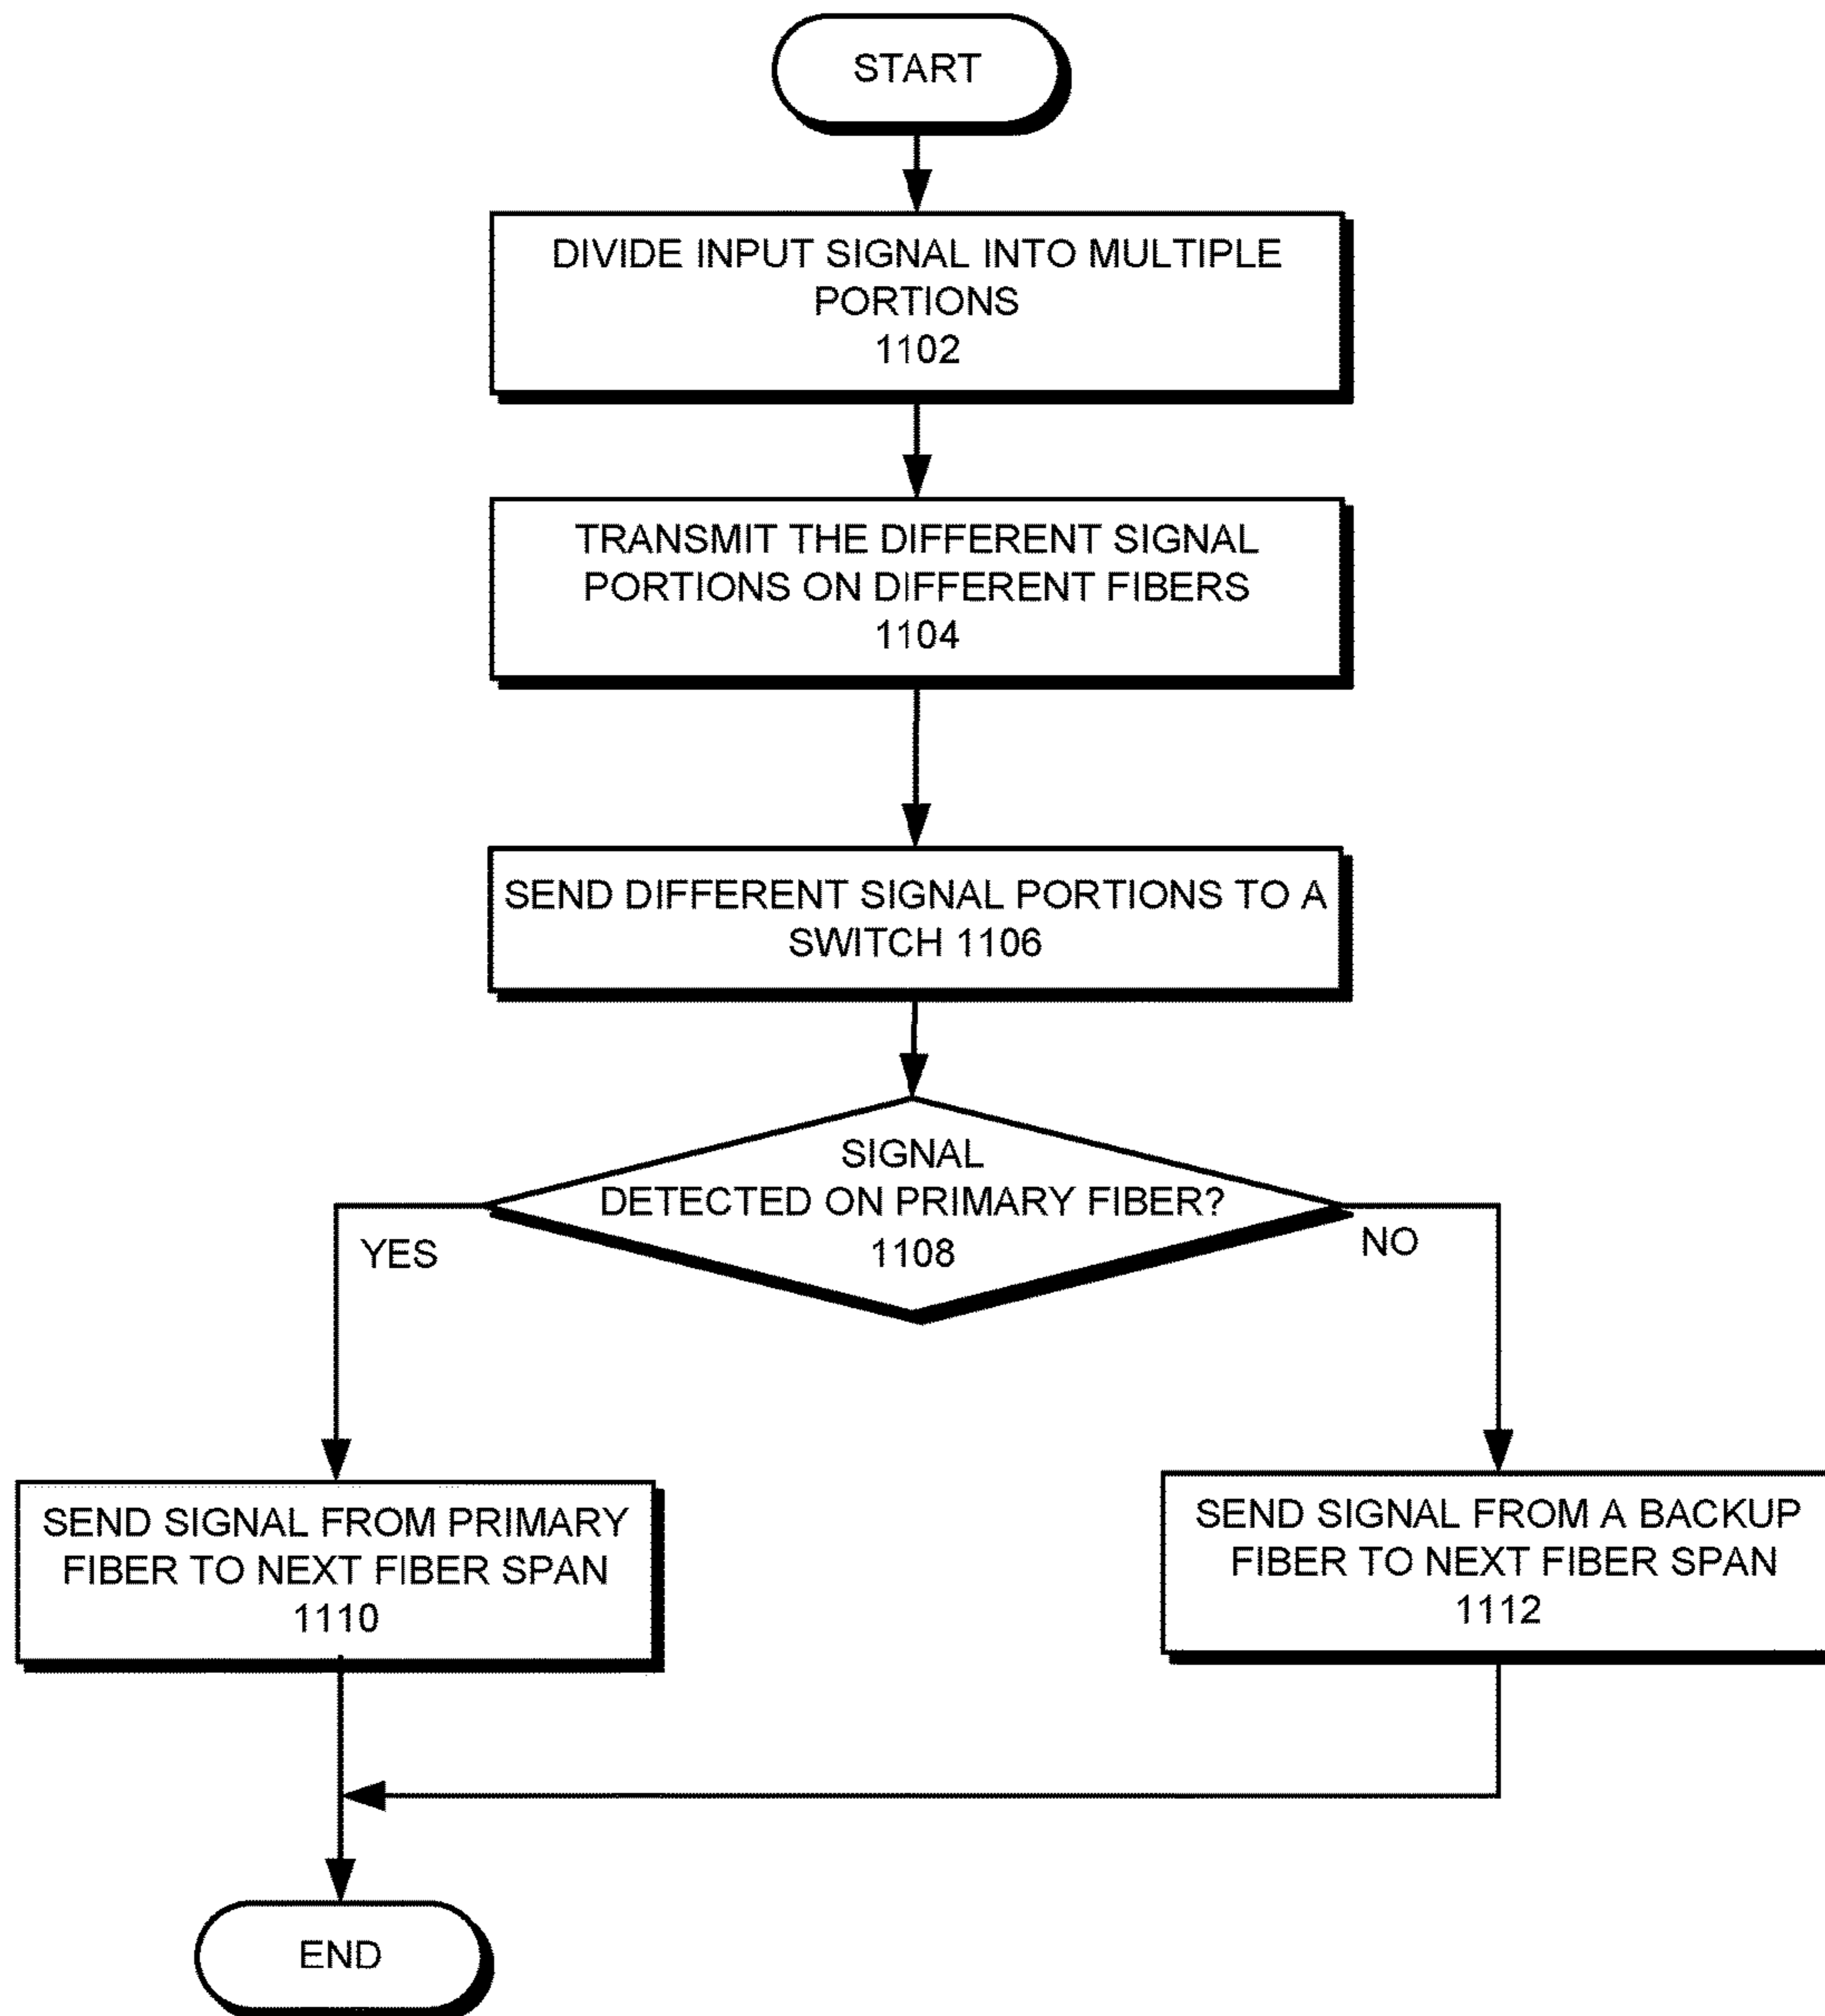 START
DIVIDE INPUT SIGNAL INTO MULTIPLE
PORTIONS
1102
TRANSMIT THE DIFFERENT SIGNAL
PORTIONS ON DIFFERENT FIBERS
1104
SEND DIFFERENT SIGNAL PORTIONS TO A
SWITCH 1106
SIGNAL
DETECTED ON PRIMARY FIBER?
1108
YES
NO
SEND SIGNAL FROM PRIMARY
FIBER TO NEXT FIBER SPAN
1110
SEND SIGNAL FROM A BACKUP
FIBER TO NEXT FIBER SPAN
1112
END